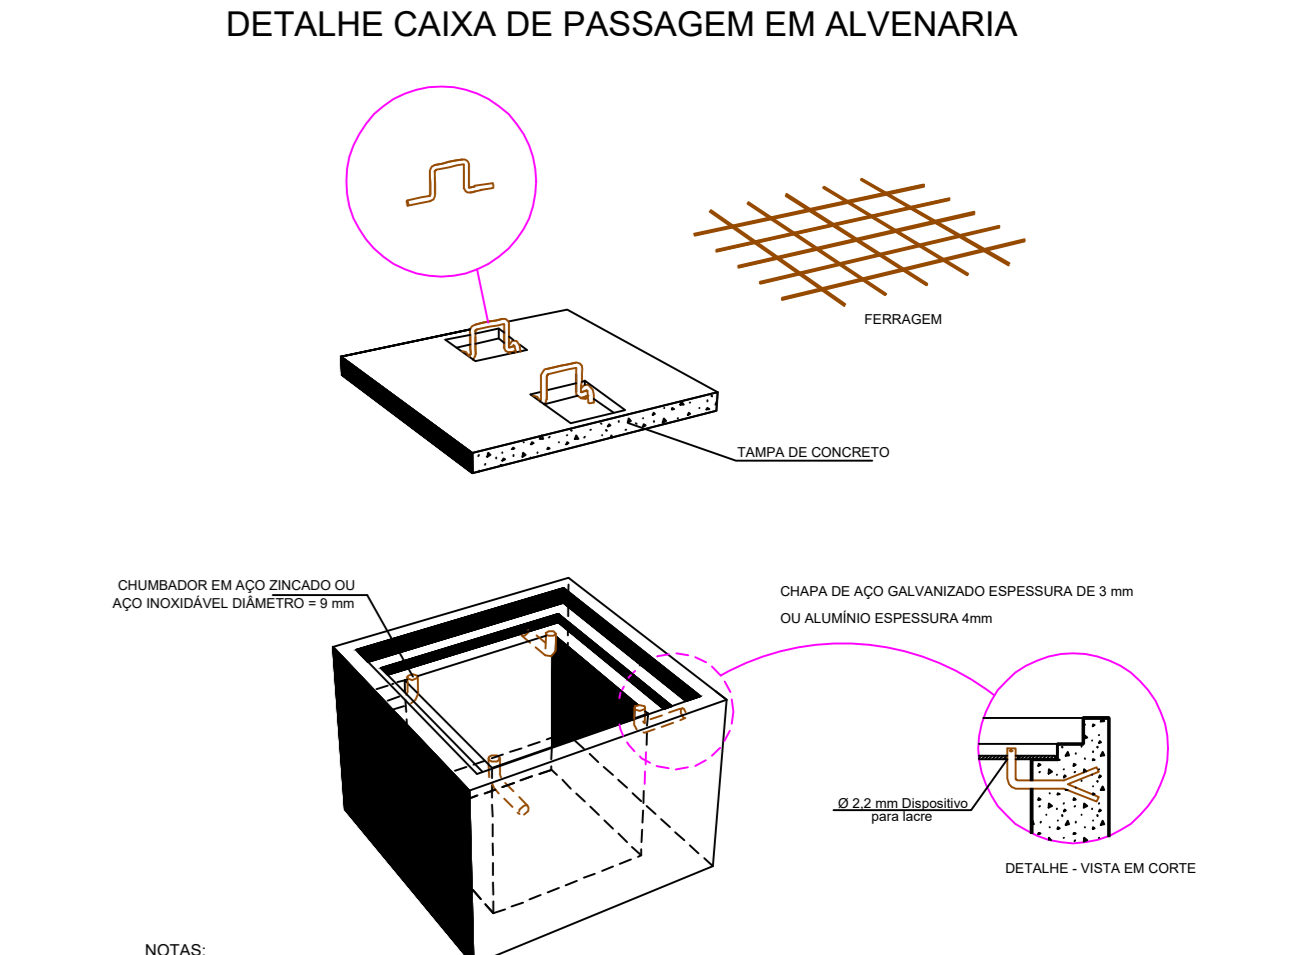 DETALHE CAIXA DE PASSAGEM EM ALVENARIA
FERRAGEM
TAMPA DE CONCRETO
CHUMBADOR EM AÇO ZINCADO OU
AÇO INOXIDÁVEL DIÂMETRO = 9 mm
CHAPA DE AÇO GALVANIZADO ESPESSURA DE 3 mm
OU ALUMÍNIO ESPESSURA 4mm
Ø 2,2 mm Dispositivo
para lacre
DETALHE - VISTA EM CORTE
NOTAS: